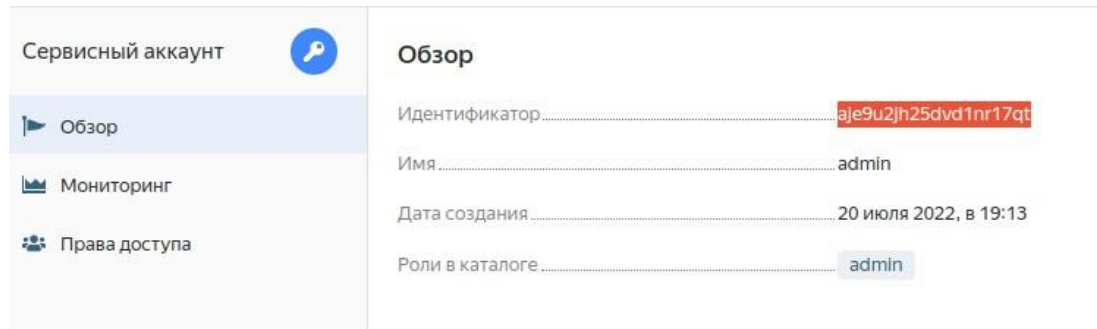 Сервисный аккаунт
Обзор
Мониторинг
Права доступа
Обзор
Идентификатор aje9u2jh25dvd1nr17qt
Имя admin
Дата создания 20 июля 2022, в 19:13
Роли в каталоге admin